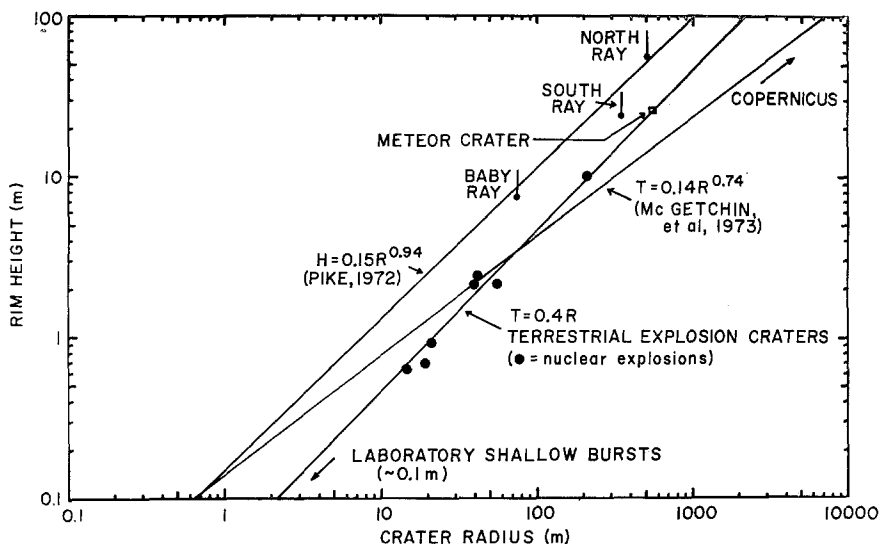 100
10
1
0.1
RIM HEIGHT (m)
NORTH
RAY
SOUTH
RAY
COPERNICUS
METEOR CRATER
BABY
RAY
T=0.14R^0.74
(Mc GETCHIN,
et al, 1973)
H=0.15R^0.94
(PIKE, 1972)
T=0.4R
TERRESTRIAL EXPLOSION CRATERS
(●=nuclear explosions)
LABORATORY SHALLOW BURSTS
(~0.1m)
0.1 1 10 100 1000 10000
CRATER RADIUS (m)